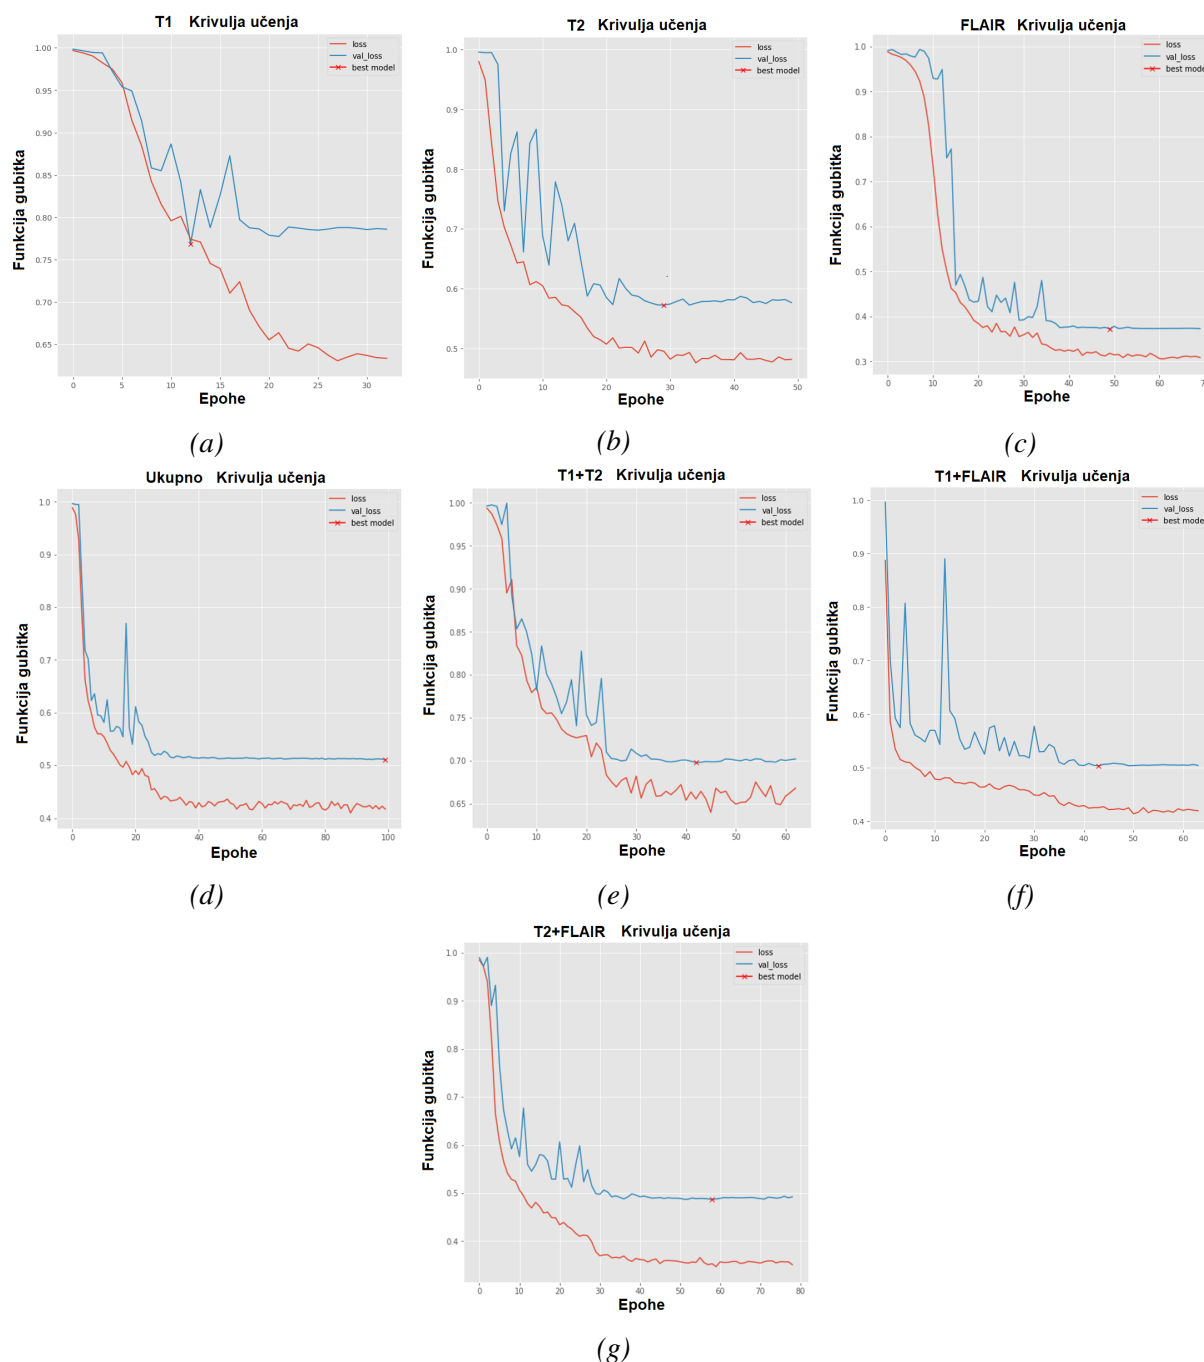 T1 Krivulja učenja
loss
val_loss
best model
1.00
0.95
0.90
0.85
0.80
0.75
0.70
0.65
Funkcija gubitka
0 5 10 15 20 25 30
Epohe
(a)
T2 Krivulja učenja
loss
val_loss
best model
1.0
0.9
0.8
0.7
0.6
0.5
Funkcija gubitka
0 10 20 30 40 50
Epohe
(b)
FLAIR Krivulja učenja
loss
val_loss
best model
1.0
0.9
0.8
0.7
0.6
0.5
0.4
0.3
Funkcija gubitka
0 10 20 30 40 50 60 70
Epohe
(c)
Ukupno Krivulja učenja
loss
val_loss
best model
1.0
0.9
0.8
0.7
0.6
0.5
0.4
Funkcija gubitka
0 20 40 60 80 100
Epohe
(d)
T1+T2 Krivulja učenja
loss
val_loss
best model
1.00
0.95
0.90
0.85
0.80
0.75
0.70
0.65
Funkcija gubitka
0 10 20 30 40 50 60
Epohe
(e)
T1+FLAIR Krivulja učenja
loss
val_loss
best model
1.0
0.9
0.8
0.7
0.6
0.5
0.4
Funkcija gubitka
0 10 20 30 40 50 60
Epohe
(f)
T2+FLAIR Krivulja učenja
loss
val_loss
best model
1.0
0.9
0.8
0.7
0.6
0.5
0.4
Funkcija gubitka
0 10 20 30 40 50 60 70 80
Epohe
(g)